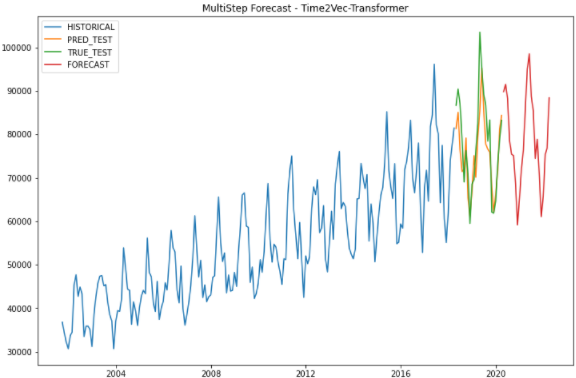 MultiStep Forecast - Time2Vec-Transformer
HISTORICAL
PRED_TEST
TRUE_TEST
FORECAST
100000
90000
80000
70000
60000
50000
40000
30000
2004
2008
2012
2016
2020